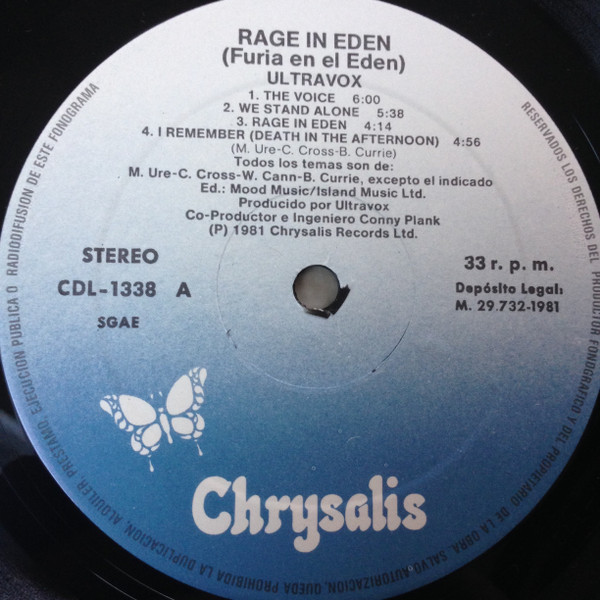 RAGE IN EDEN
(Furia en el Eden)
ULTRAVOX
1. THE VOICE 6:00
2. WE STAND ALONE 5:38
3. RAGE IN EDEN 4:14
4. I REMEMBER (DEATH IN THE AFTERNOON) 4:56
(M. Ure-C. Cross-B. Currie)
Todos los temas son de:
M. Ure-C. Cross-W. Cann-B. Currie, excepto el indicado
Ed.: Mood Music/Island Music Ltd.
Producido por Ultravox
Co-Productor e Ingeniero Conny Plank
(P) 1981 Chrysalis Records Ltd.
STEREO
CDL-1338 A
SGAE
33 r. p. m.
Depósito Legal:
M. 29.732-1981
Chrysalis
RESERVADOS LOS DERECHOS DEL PRODUCTOR FONOGRAFICO Y DEL PROPIETARIO DE LA OBRA. SALVO AUTORIZACION, QUEDA PROHIBIDA LA DUPLICACION, ALQUILER PRESTAMO, EJECUCION PUBLICA O RADIODIFUSION DE ESTE FONOGRAMA